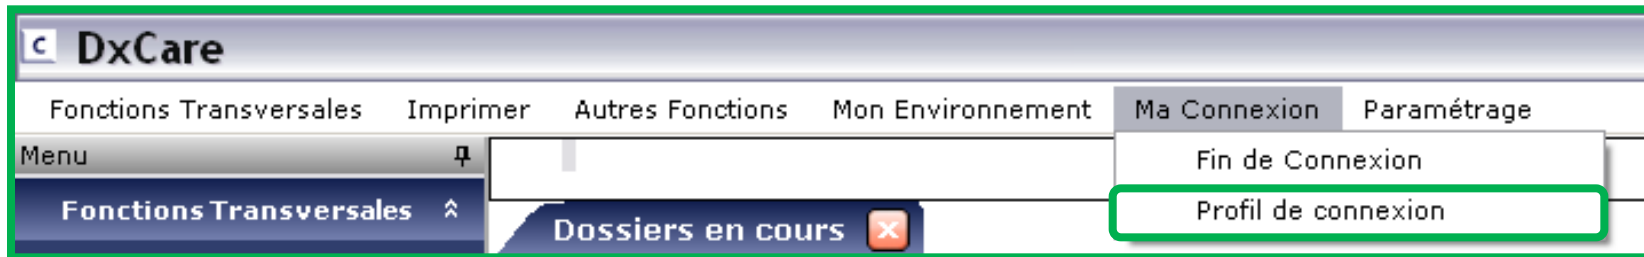 C DxCare
Fonctions Transversales Imprimer Autres Fonctions Mon Environnement Ma Connexion Paramétrage
Menu
Fin de Connexion
Fonctions Transversales
Profil de connexion
Dossiers en cours